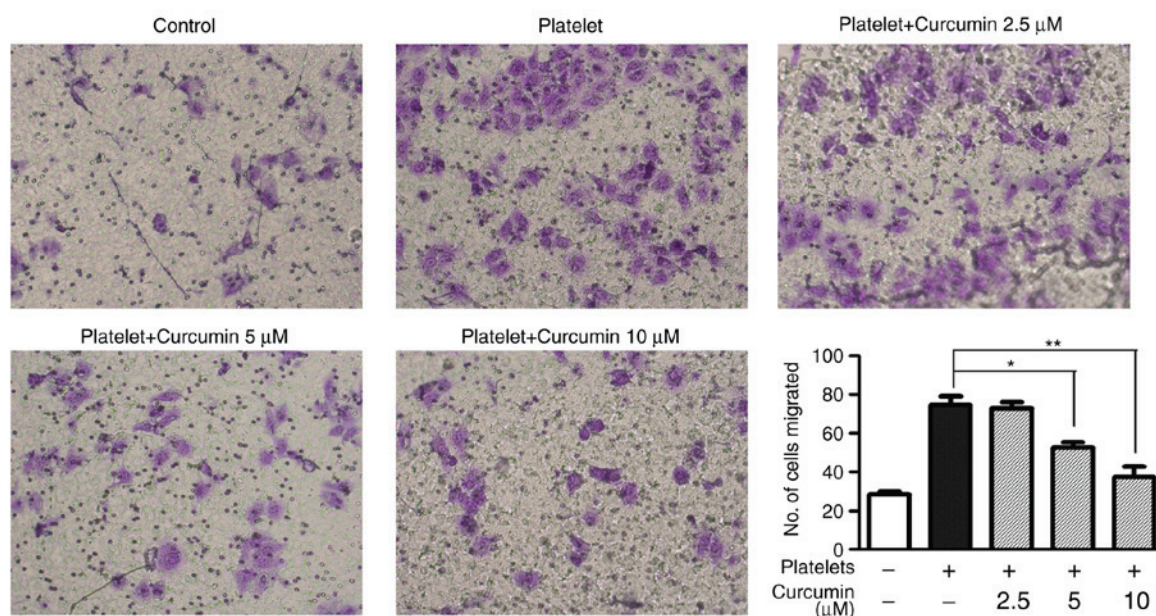 Control
Platelet
Platelet+Curcumin 2.5 μM
Platelet+Curcumin 5 μM
Platelet+Curcumin 10 μM
No. of cells migrated
100
80
60
40
20
0
*
**
Platelets – + + + +
Curcumin (μM) – – 2.5 5 10